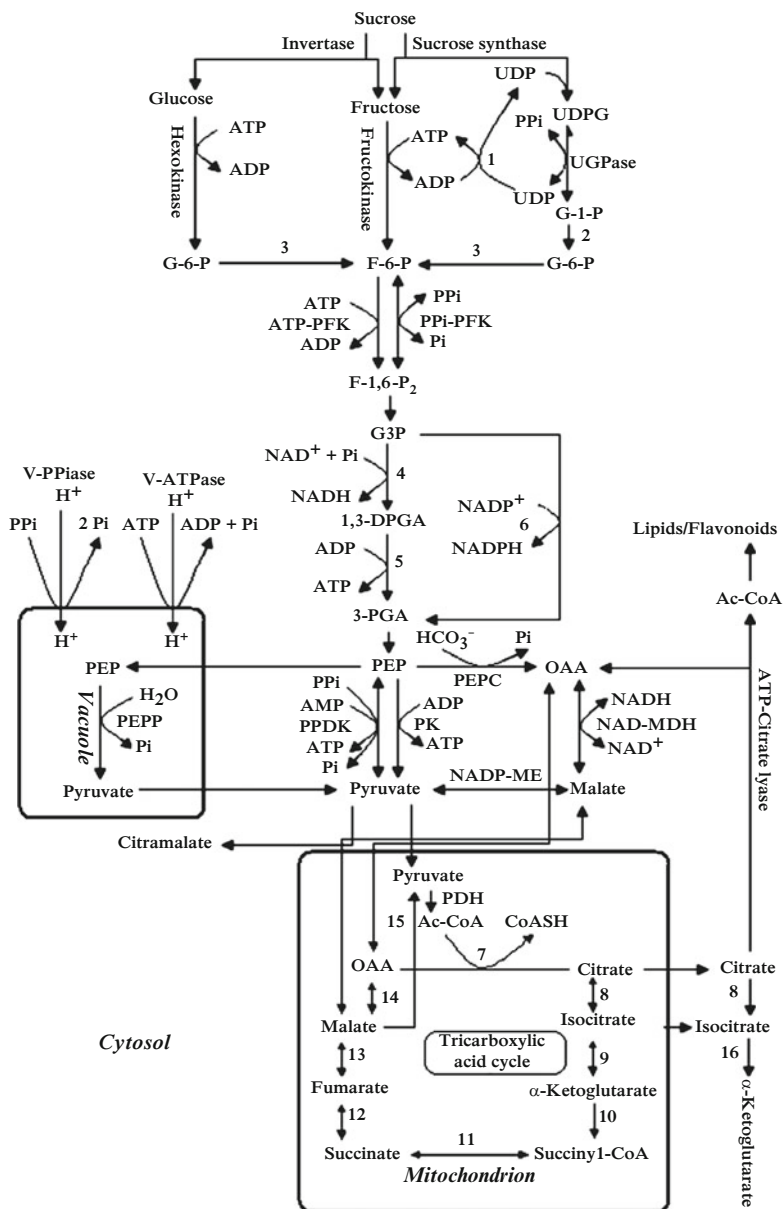 Sucrose
Invertase
Sucrose synthase
Glucose
Fructose
UDP
UDPG
Hexokinase
ATP
ADP
Fructokinase
ATP
ADP
1
PPi
UGPase
UDP
G-1-P
2
G-6-P
3
F-6-P
3
G-6-P
ATP
ATP-PFK
ADP
PPi
PPi-PFK
Pi
F-1,6-P2
G3P
NAD+ + Pi
4
NADH
1,3-DPGA
NADP+
6
NADPH
ADP
5
ATP
3-PGA
V-PPiase
H+
PPi
2 Pi
H+
V-ATPase
H+
ATP
ADP + Pi
H+
Lipids/Flavonoids
Ac-CoA
ATP-Citrate lyase
PEP
H2O
PEPP
Pi
Vacuole
Pyruvate
PEP
HCO3−
Pi
PEPC
OAA
PPi
AMP
PPDK
ATP
Pi
ADP
PK
ATP
NADH
NAD-MDH
NAD+
Pyruvate
NADP-ME
Malate
Citramalate
Pyruvate
PDH
15
Ac-CoA
CoASH
7
OAA
Citrate
Citrate
14
8
8
Malate
Isocitrate
Isocitrate
Cytosol
Tricarboxylic
acid cycle
13
9
16
Fumarate
α-Ketoglutarate
α-Ketoglutarate
12
10
Succinate
11
Succiny1-CoA
Mitochondrion